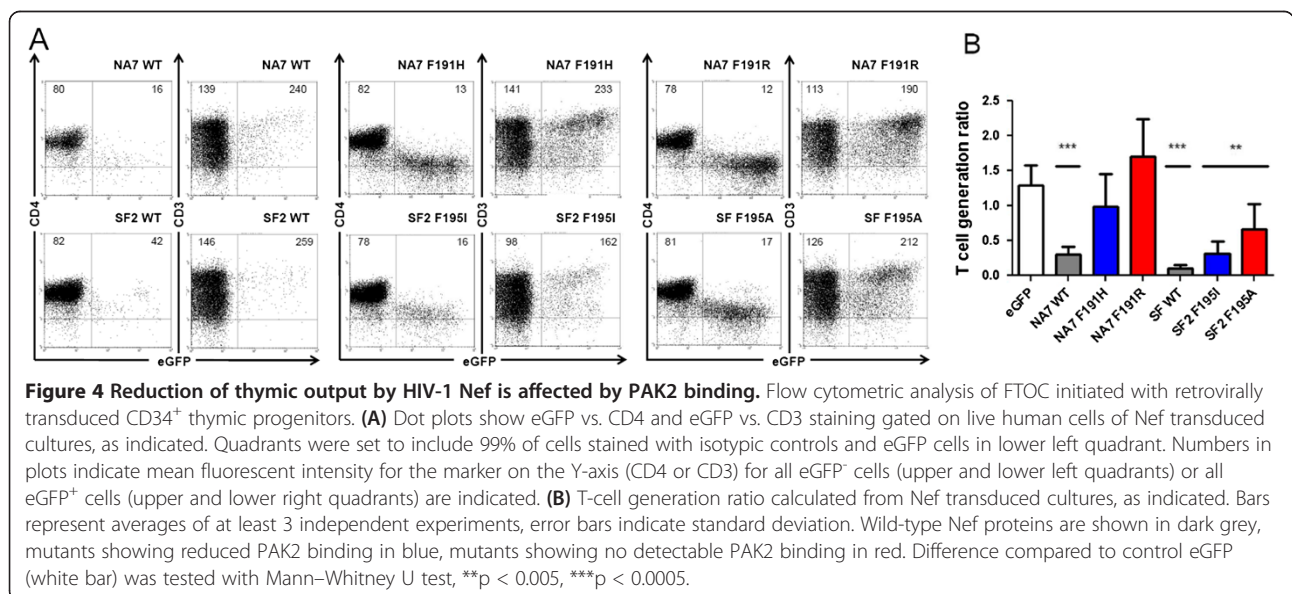 A
B
NA7 WT
NA7 WT
NA7 F191H
NA7 F191H
NA7 F191R
NA7 F191R
80 16
139 240
82 13
141 233
78 12
113 190
CD4
CD3
CD4
CD3
CD4
CD3
SF2 WT
SF2 WT
SF2 F195I
SF2 F195I
SF F195A
SF F195A
82 42
146 259
78 16
98 162
81 17
126 212
eGFP
eGFP
eGFP
T cell generation ratio
2.5
2.0
1.5
1.0
0.5
0.0
*** *** **
eGFP
NA7 WT
NA7 F191H
NA7 F191R
SF WT
SF2 F195I
SF2 F195A
Figure 4 Reduction of thymic output by HIV-1 Nef is affected by PAK2 binding. Flow cytometric analysis of FTOC initiated with retrovirally
transduced CD34+ thymic progenitors. (A) Dot plots show eGFP vs. CD4 and eGFP vs. CD3 staining gated on live human cells of Nef transduced
cultures, as indicated. Quadrants were set to include 99% of cells stained with isotypic controls and eGFP cells in lower left quadrant. Numbers in
plots indicate mean fluorescent intensity for the marker on the Y-axis (CD4 or CD3) for all eGFP⁻ cells (upper and lower left quadrants) or all
eGFP⁺ cells (upper and lower right quadrants) are indicated. (B) T-cell generation ratio calculated from Nef transduced cultures, as indicated. Bars
represent averages of at least 3 independent experiments, error bars indicate standard deviation. Wild-type Nef proteins are shown in dark grey,
mutants showing reduced PAK2 binding in blue, mutants showing no detectable PAK2 binding in red. Difference compared to control eGFP
(white bar) was tested with Mann–Whitney U test, **p < 0.005, ***p < 0.0005.